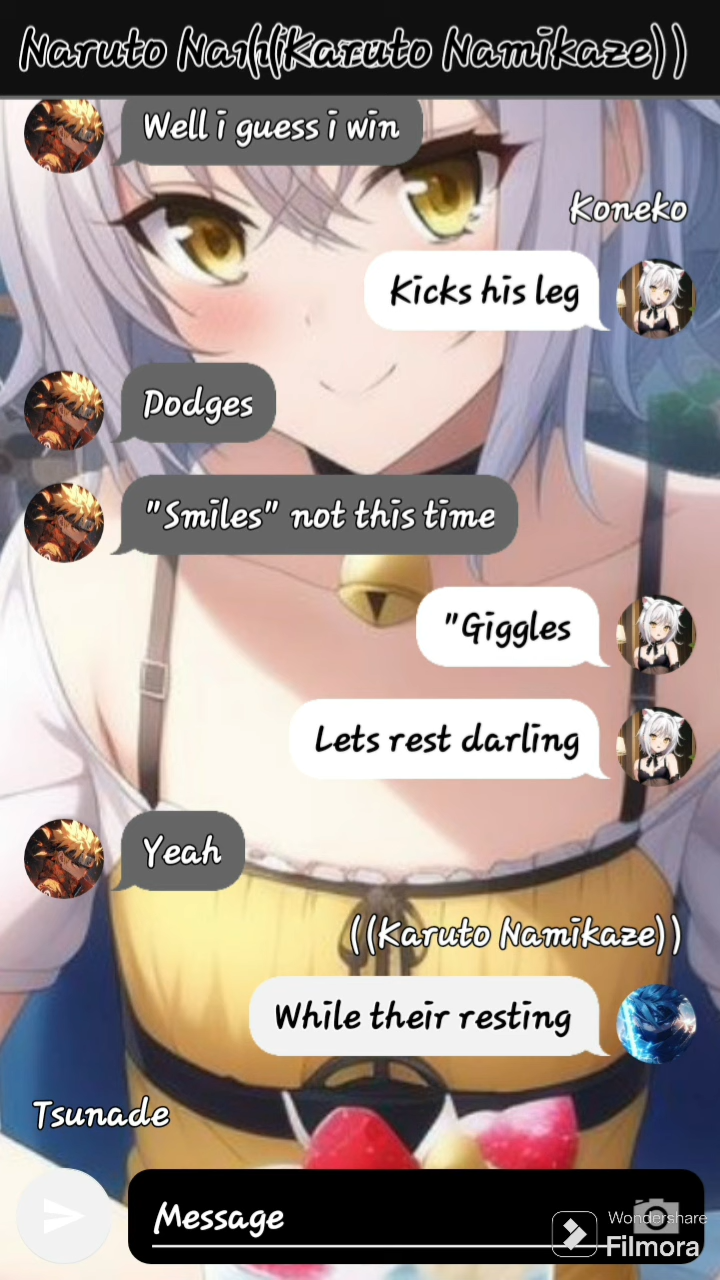 Naruto Nami((Karuto Namikaze))
Well i guess i win
Koneko
Kicks his leg
Dodges
"Smiles" not this time
"Giggles
Lets rest darling
Yeah
((Karuto Namikaze))
While their resting
Tsunade
Message
Wondershare
Filmora